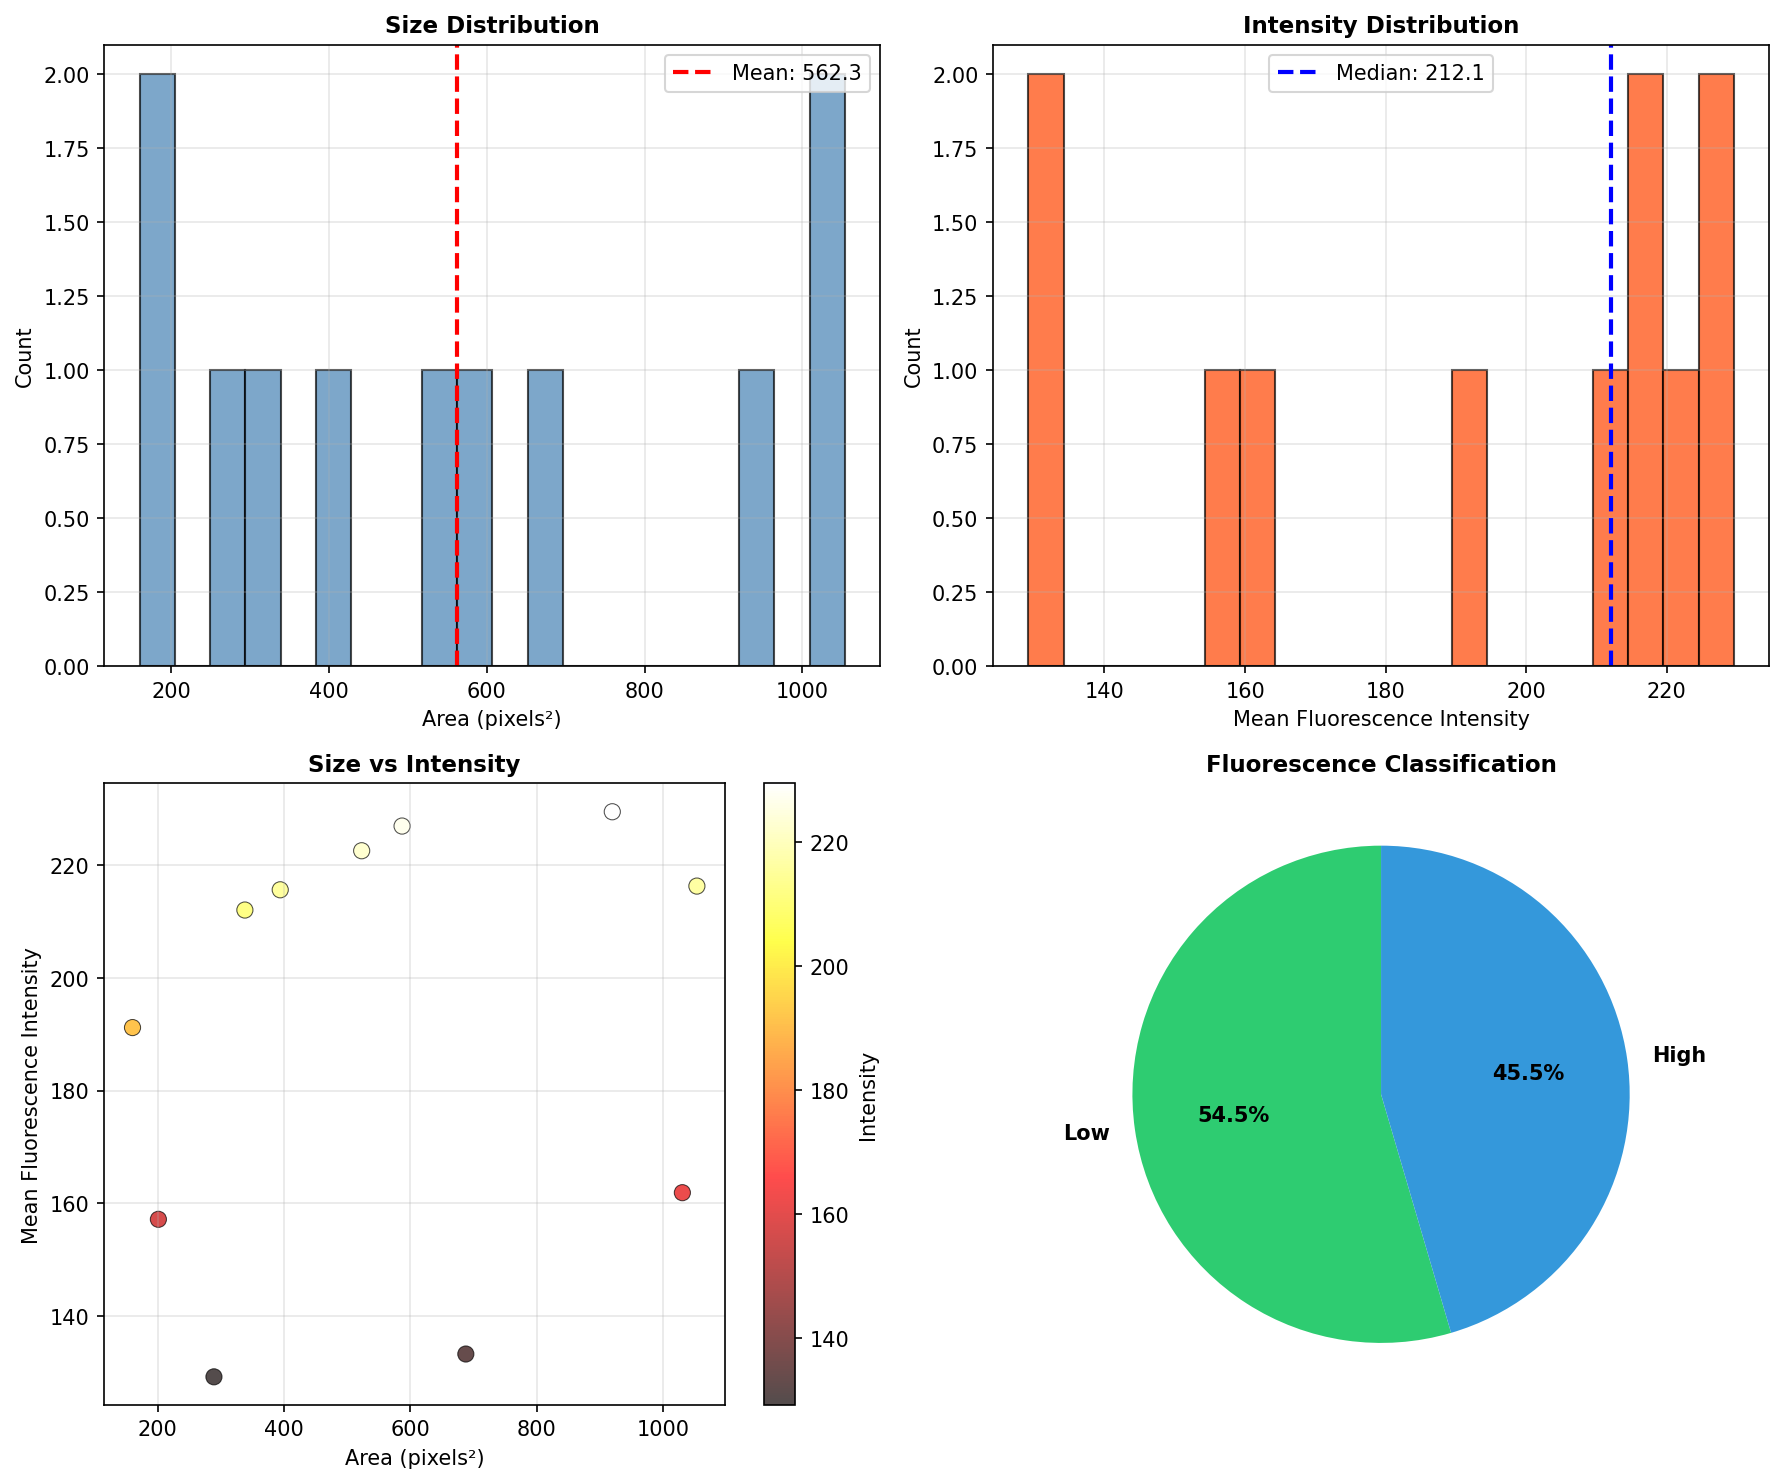 Size Distribution
Mean: 562.3
2.00
1.75
1.50
1.25
1.00
0.75
0.50
0.25
0.00
Count
200 400 600 800 1000
Area (pixels²)
Intensity Distribution
Median: 212.1
2.00
1.75
1.50
1.25
1.00
0.75
0.50
0.25
0.00
Count
140 160 180 200 220
Mean Fluorescence Intensity
Size vs Intensity
220
200
180
160
140
Mean Fluorescence Intensity
200 400 600 800 1000
Area (pixels²)
220
200
180
160
140
Intensity
Fluorescence Classification
High
45.5%
54.5%
Low